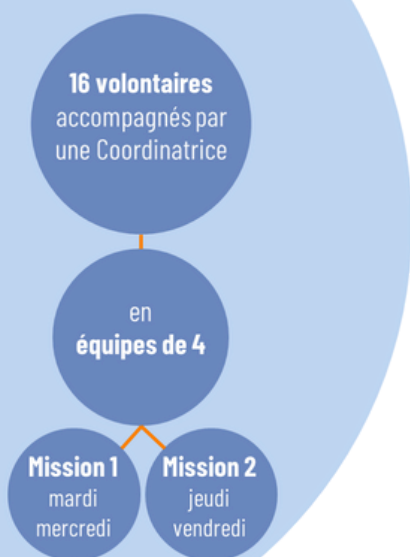 16 volontaires
accompagnés par
une Coordinatrice
en
équipes de 4
Mission 1
mardi
mercredi
Mission 2
jeudi
vendredi